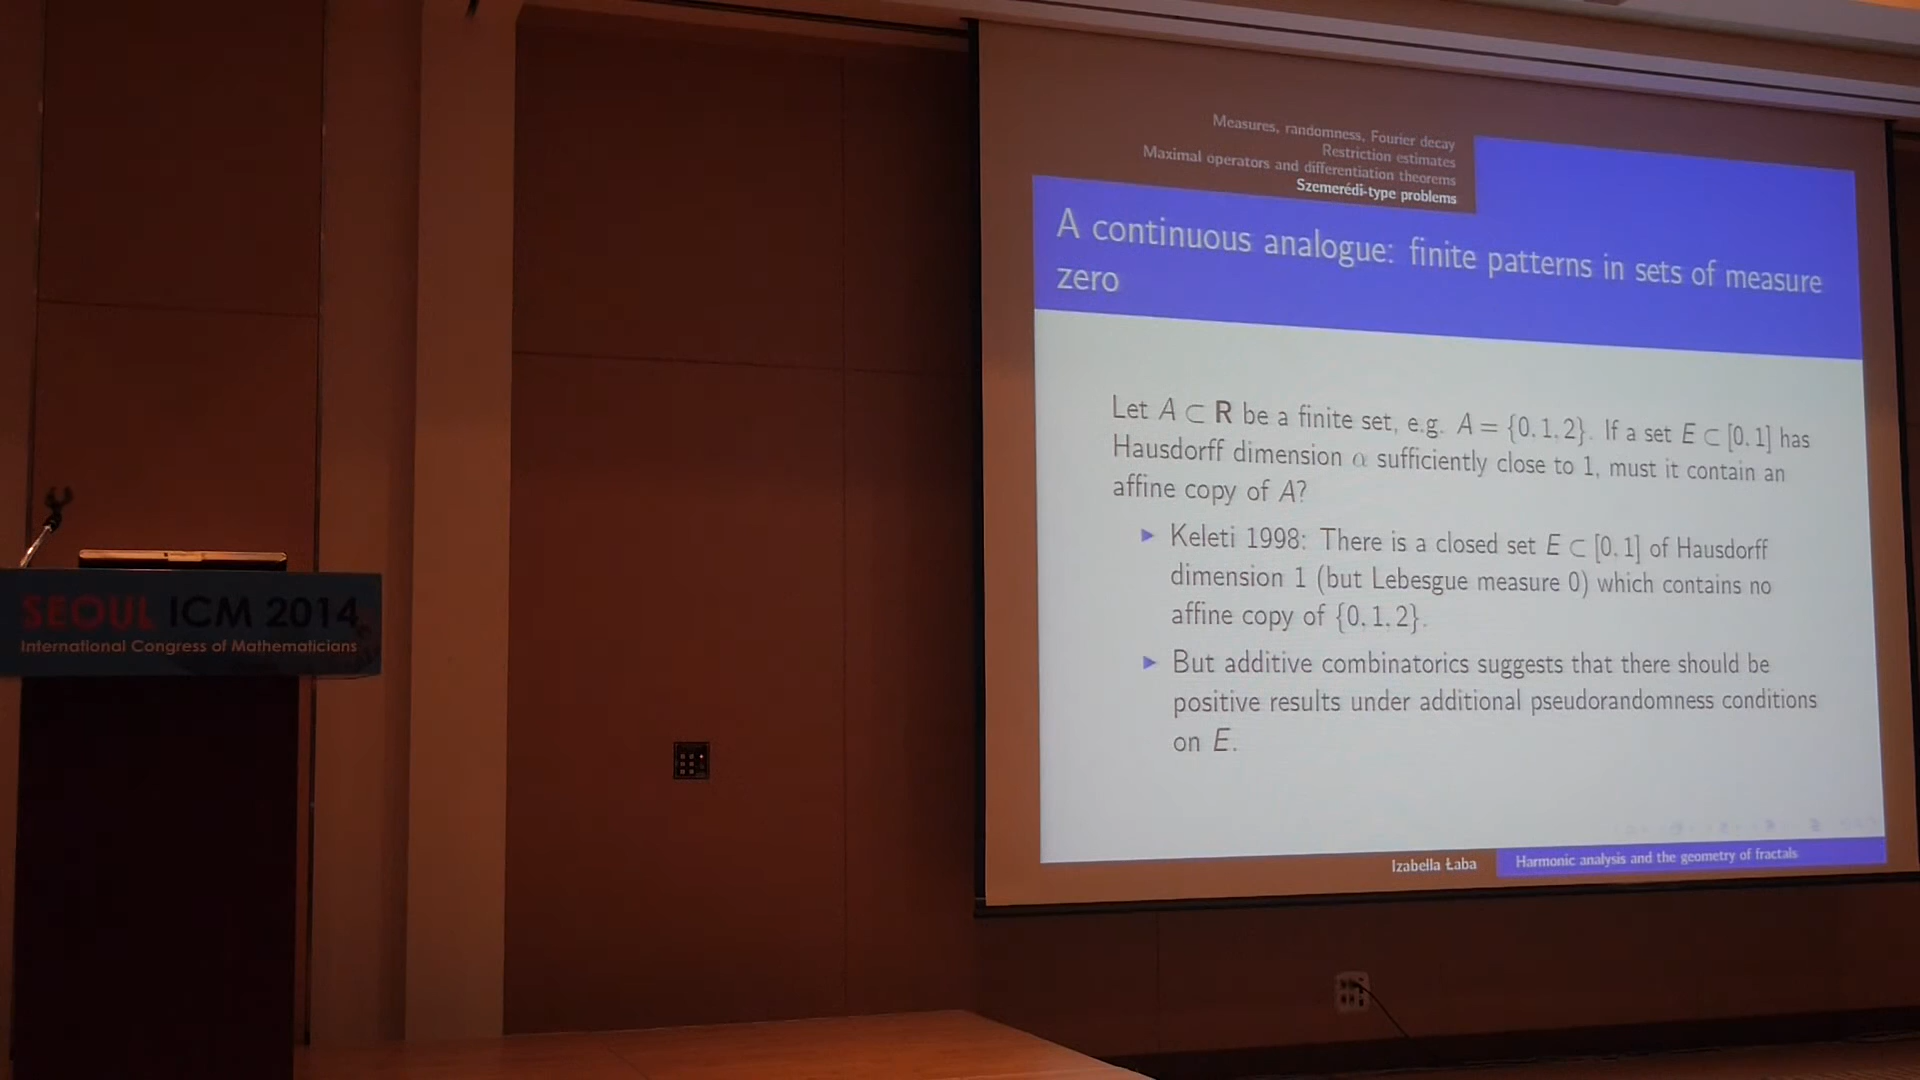 SEOUL ICM 2014
International Congress of Mathematicians
Measures, randomness, Fourier decay
Restriction estimates
Maximal operators and differentiation theorems
Szemerédi-type problems
A continuous analogue: finite patterns in sets of measure
zero
Let A ⊂ R be a finite set, e.g. A = {0, 1, 2}. If a set E ⊂ [0, 1] has
Hausdorff dimension α sufficiently close to 1, must it contain an
affine copy of A?
▶ Keleti 1998: There is a closed set E ⊂ [0, 1] of Hausdorff
dimension 1 (but Lebesgue measure 0) which contains no
affine copy of {0, 1, 2}.
▶ But additive combinatorics suggests that there should be
positive results under additional pseudorandomness conditions
on E.
Izabella Łaba
Harmonic analysis and the geometry of fractals